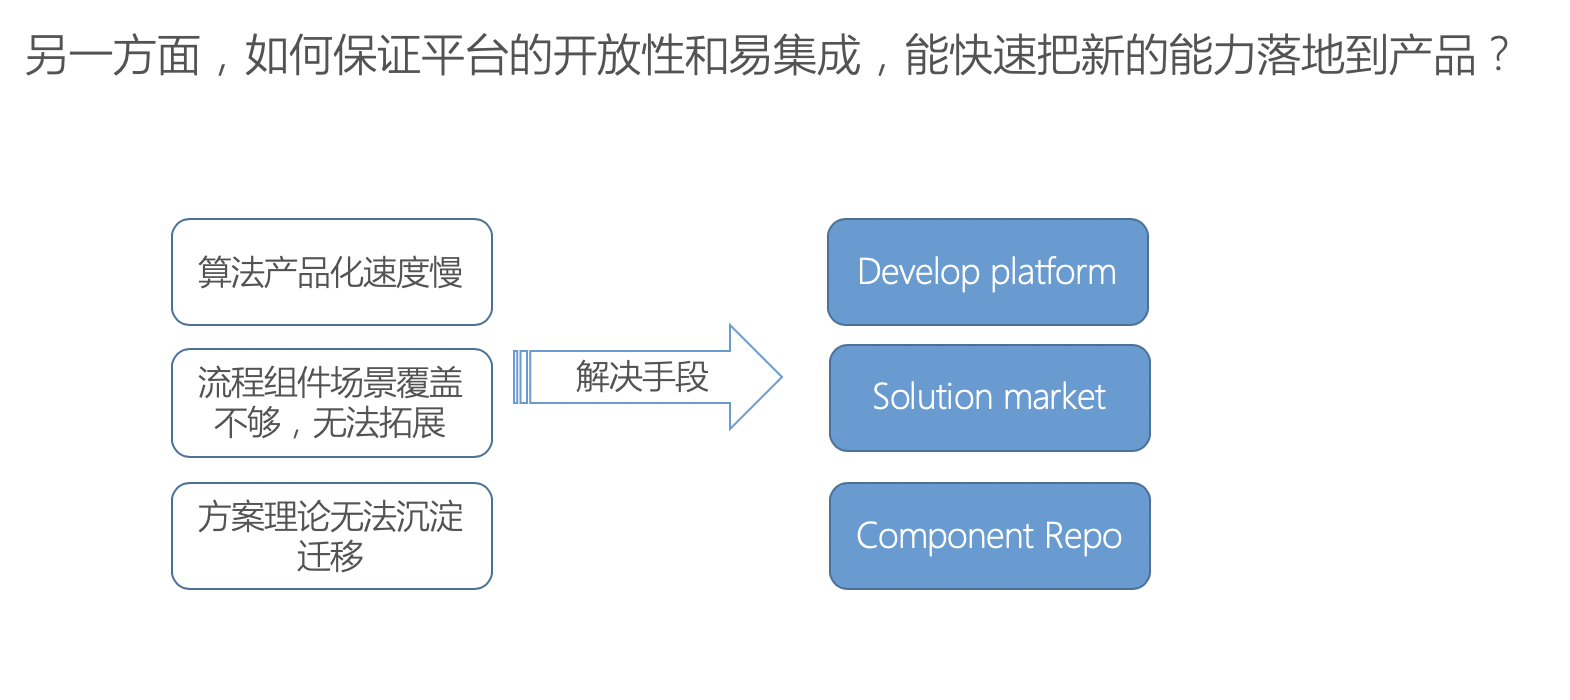 另一方面，如何保证平台的开放性和易集成，能快速把新的能力落地到产品？
算法产品化速度慢
流程组件场景覆盖
不够，无法拓展
方案理论无法沉淀
迁移
解决手段
Develop platform
Solution market
Component Repo